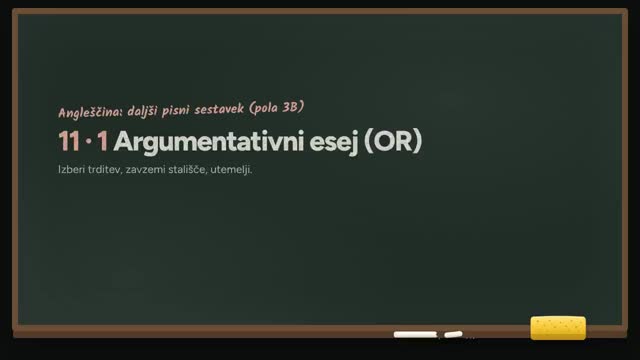 Angleščina: daljši pisni sestavek (pola 3B)
11 · 1 Argumentativni esej (OR)
Izberi trditev, zavzemi stališče, utemelji.